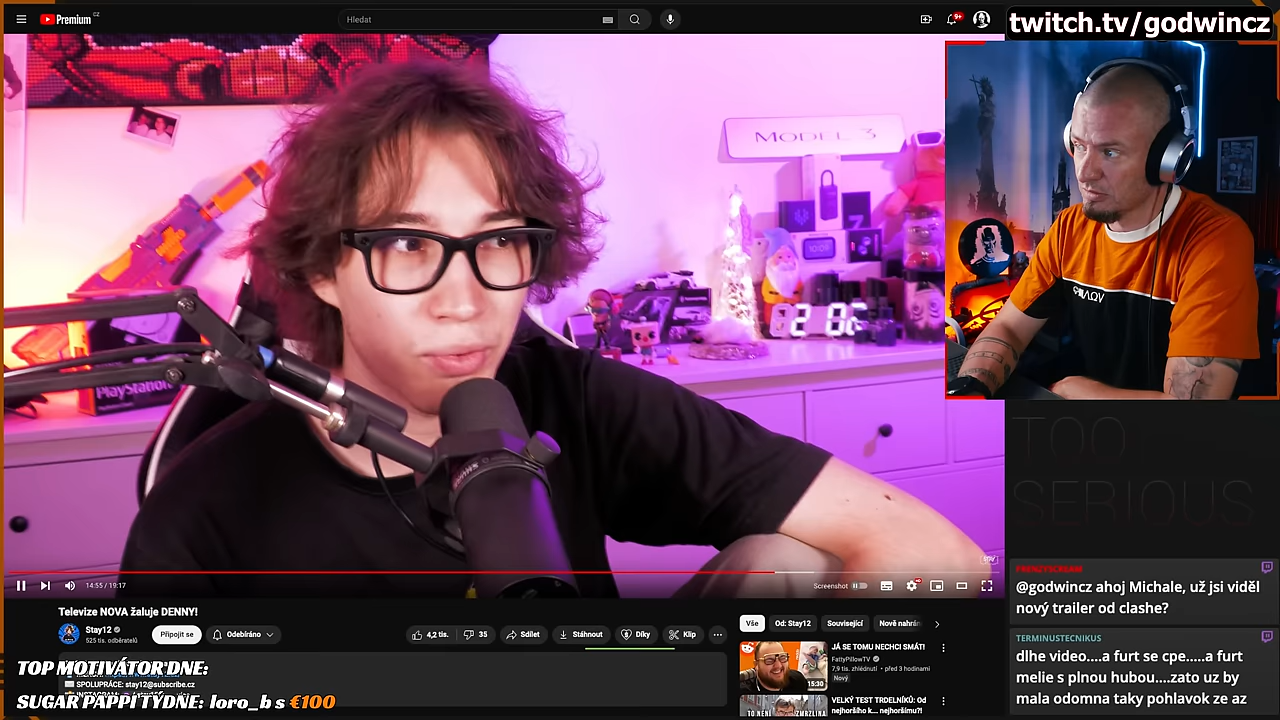 Premium CZ
Hledat
9+
twitch.tv/godwincz
MODEL 3
PlayStation
2 06
TOO
SERIOUS
14:55 / 19:17
Screenshot
Televize NOVA žaluje DENNY!
Stay12
525 tis. odběratelů
Připojit se
Odebíráno
4,2 tis.
35
Sdílet
Stáhnout
Díky
Klip
Vše
Od: Stay12
Související
Nově nahrán
JÁ SE TOMU NECHCI SMÁT!
FattyPillowTV
7,9 tis. zhlédnutí • před 3 hodinami
Nový
15:30
VELKÝ TEST TRDELNÍKŮ: Od
nejhoršího k... nejhoršímu?!
SPOLUPRÁCE: stay12@subscribe.cz
TOP MOTIVÁTOR DNE:
SUGAR DATPI TÝDNE: loro_b s €100
@godwincz ahoj Michale, už jsi viděl
nový trailer od clashe?
TERMINUSTECNIKUS
dlhe video....a furt se cpe.....a furt
melie s plnou hubou....zato uz by
mala odomna taky pohlavok ze az